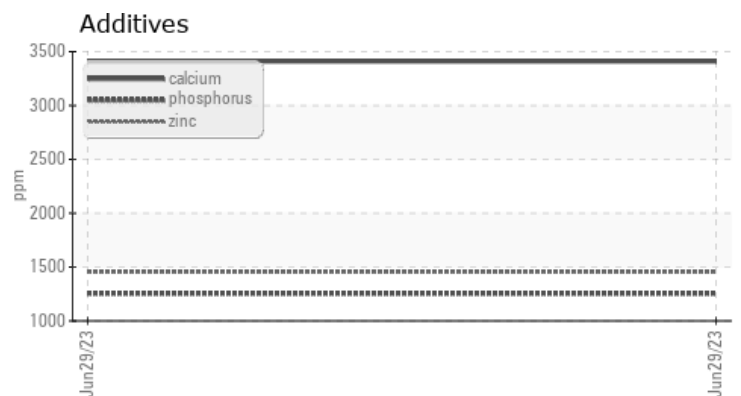 Additives
3500
3000
2500
2000
1500
1000
ppm
calcium
phosphorus
zinc
Jun29/23
Jun29/23